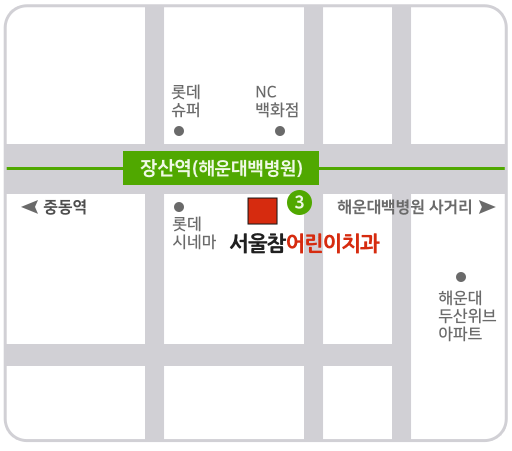 롯데
슈퍼
NC
백화점
장산역(해운대백병원)
중동역
롯데
시네마
3
해운대백병원 사거리
서울참어린이치과
해운대
두산위브
아파트